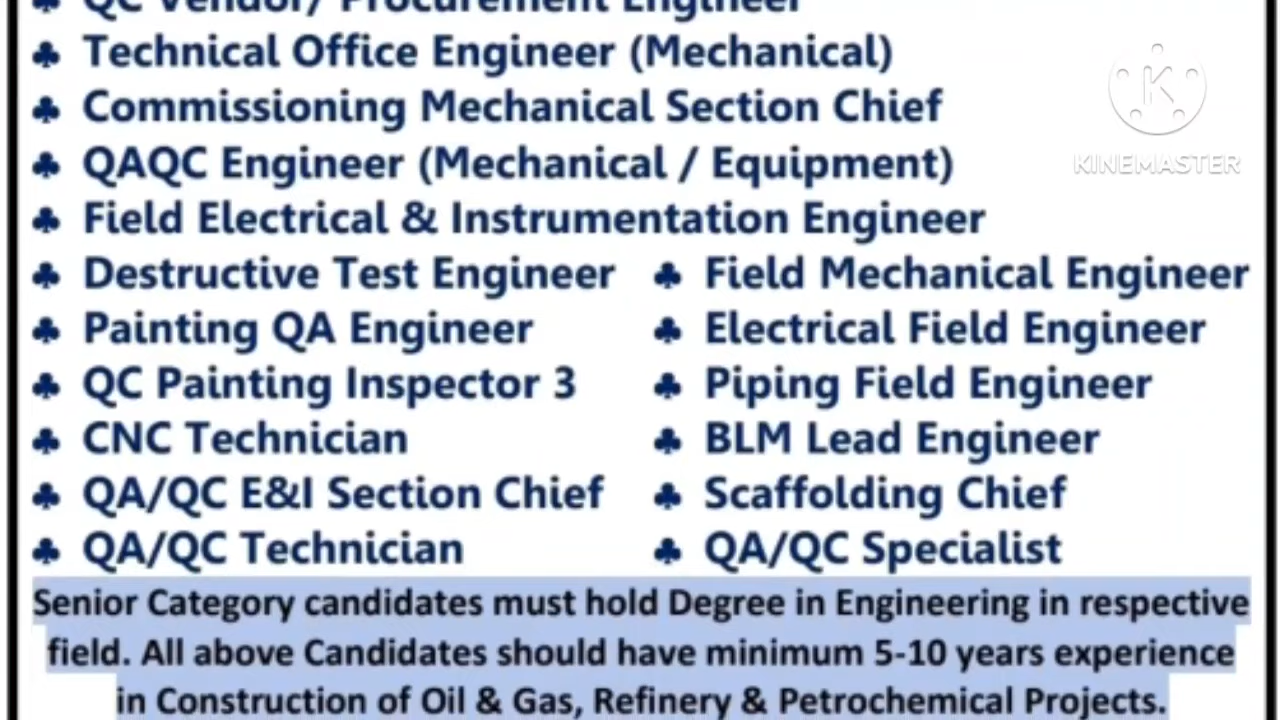 QC Vendor/ Procurement Engineer
♣ Technical Office Engineer (Mechanical)
♣ Commissioning Mechanical Section Chief
♣ QAQC Engineer (Mechanical / Equipment)
♣ Field Electrical & Instrumentation Engineer
♣ Destructive Test Engineer ♣ Field Mechanical Engineer
♣ Painting QA Engineer ♣ Electrical Field Engineer
♣ QC Painting Inspector 3 ♣ Piping Field Engineer
♣ CNC Technician ♣ BLM Lead Engineer
♣ QA/QC E&I Section Chief ♣ Scaffolding Chief
♣ QA/QC Technician ♣ QA/QC Specialist
Senior Category candidates must hold Degree in Engineering in respective
field. All above Candidates should have minimum 5-10 years experience
in Construction of Oil & Gas, Refinery & Petrochemical Projects.
K
KINEMASTER